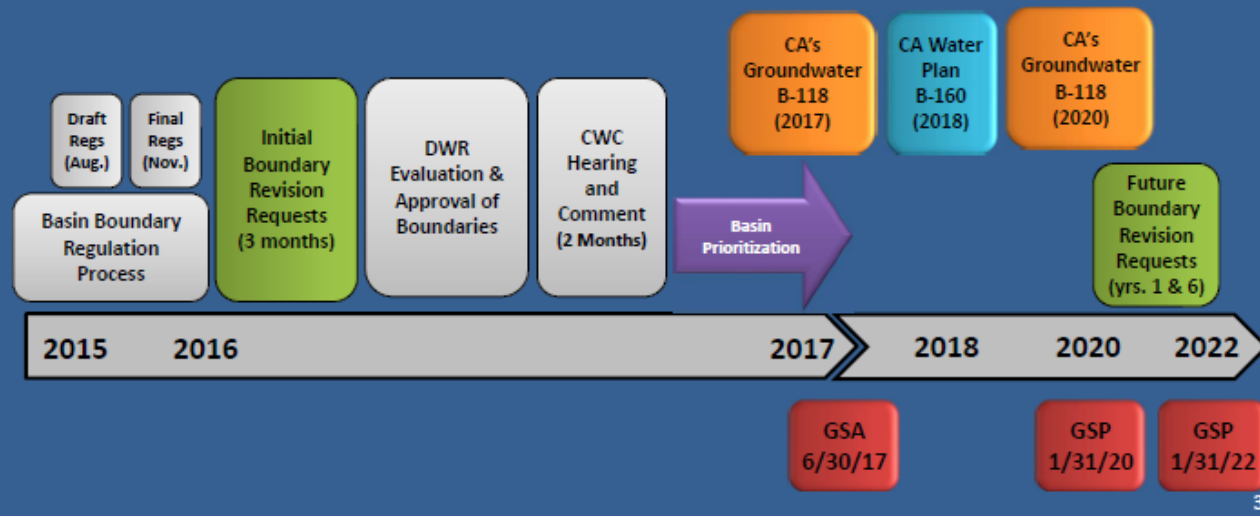 Draft
Regs
(Aug.)
Final
Regs
(Nov.)
Basin Boundary
Regulation
Process
Initial
Boundary
Revision
Requests
(3 months)
DWR
Evaluation &
Approval of
Boundaries
CWC
Hearing
and
Comment
(2 Months)
Basin
Prioritization
CA's
Groundwater
B-118
(2017)
CA Water
Plan
B-160
(2018)
CA's
Groundwater
B-118
(2020)
Future
Boundary
Revision
Requests
(yrs. 1 & 6)
2015
2016
2017
2018
2020
2022
GSA
6/30/17
GSP
1/31/20
GSP
1/31/22
3